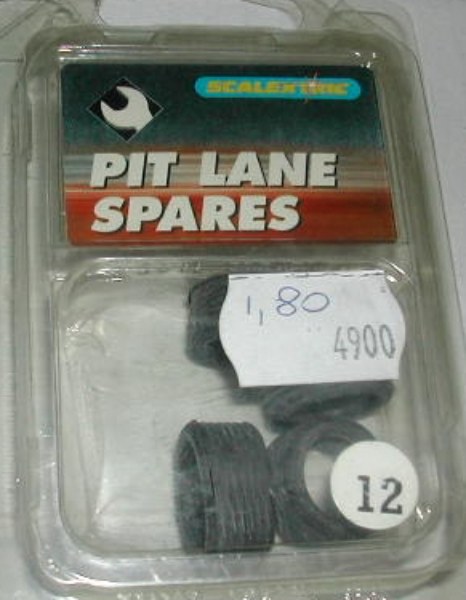 SCALEXTRIC
PIT LANE
SPARES
1,80
4900
12